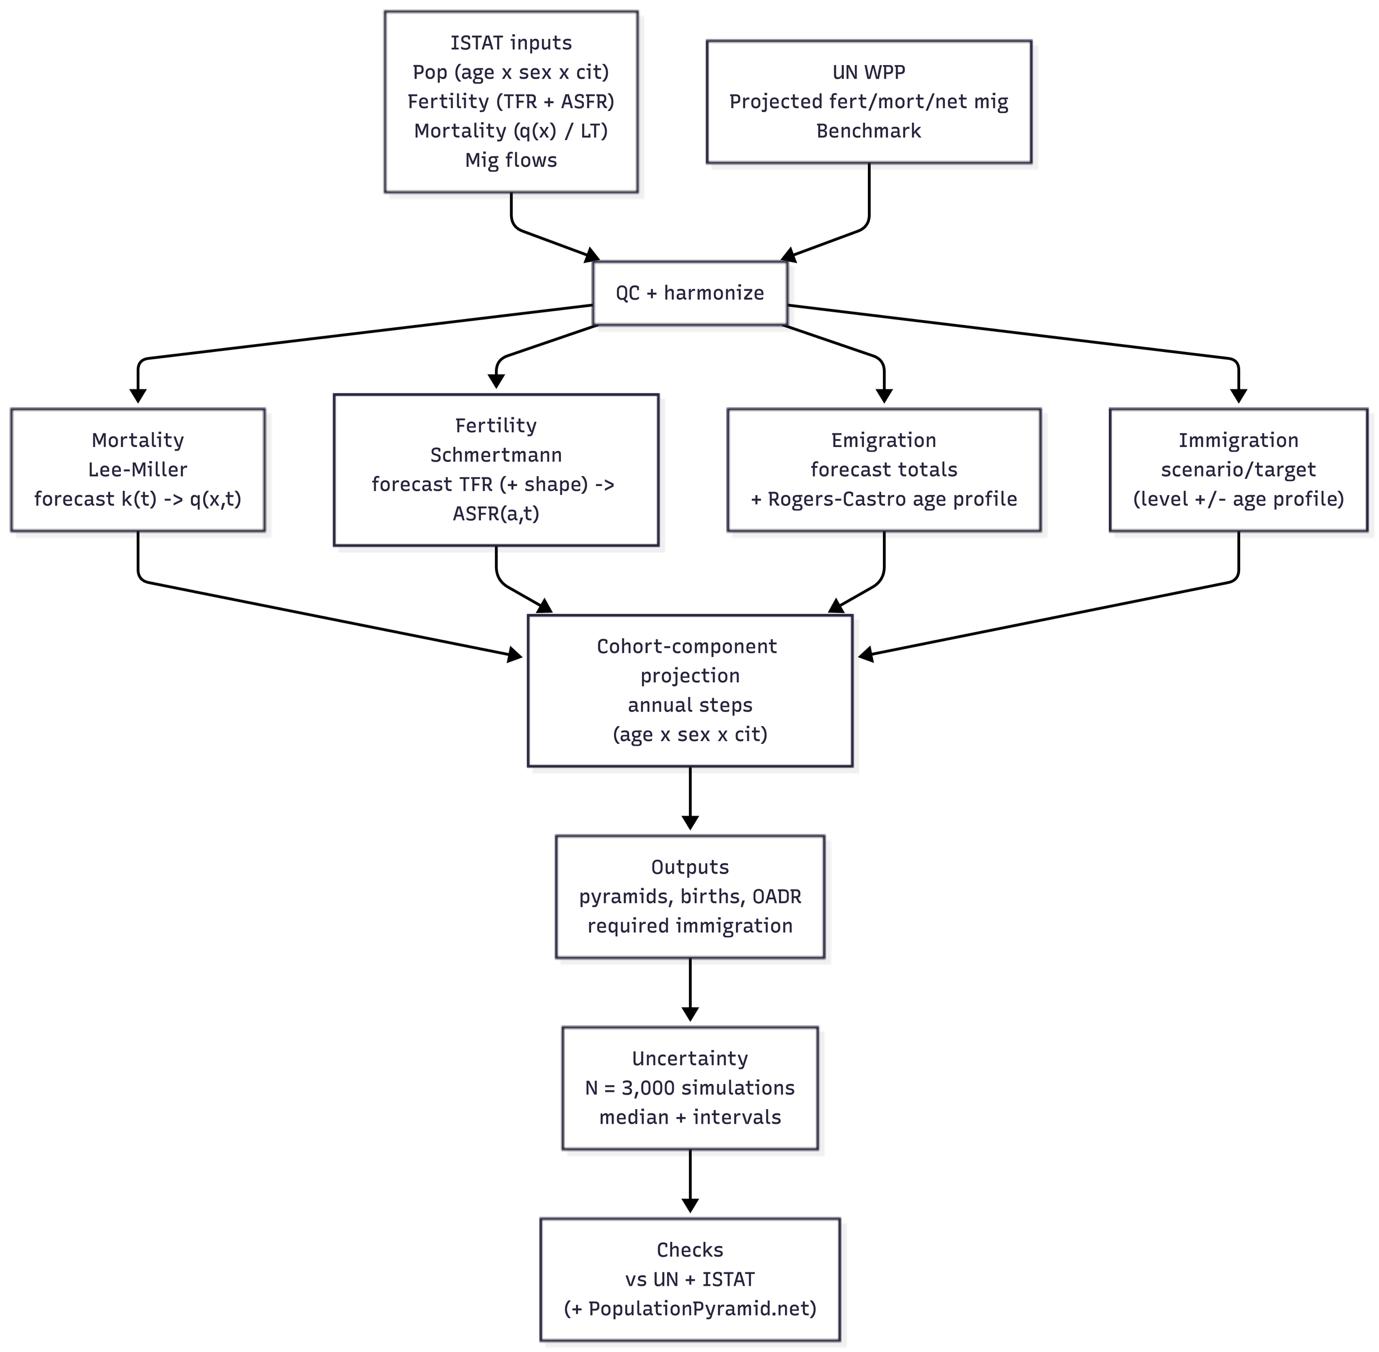 ISTAT inputs
Pop (age x sex x cit)
Fertility (TFR + ASFR)
Mortality (q(x) / LT)
Mig flows
UN WPP
Projected fert/mort/net mig
Benchmark
QC + harmonize
Mortality
Lee-Miller
forecast k(t) -> q(x,t)
Fertility
Schmertmann
forecast TFR (+ shape) ->
ASFR(a,t)
Emigration
forecast totals
+ Rogers-Castro age profile
Immigration
scenario/target
(level +/- age profile)
Cohort-component
projection
annual steps
(age x sex x cit)
Outputs
pyramids, births, OADR
required immigration
Uncertainty
N = 3,000 simulations
median + intervals
Checks
vs UN + ISTAT
(+ PopulationPyramid.net)